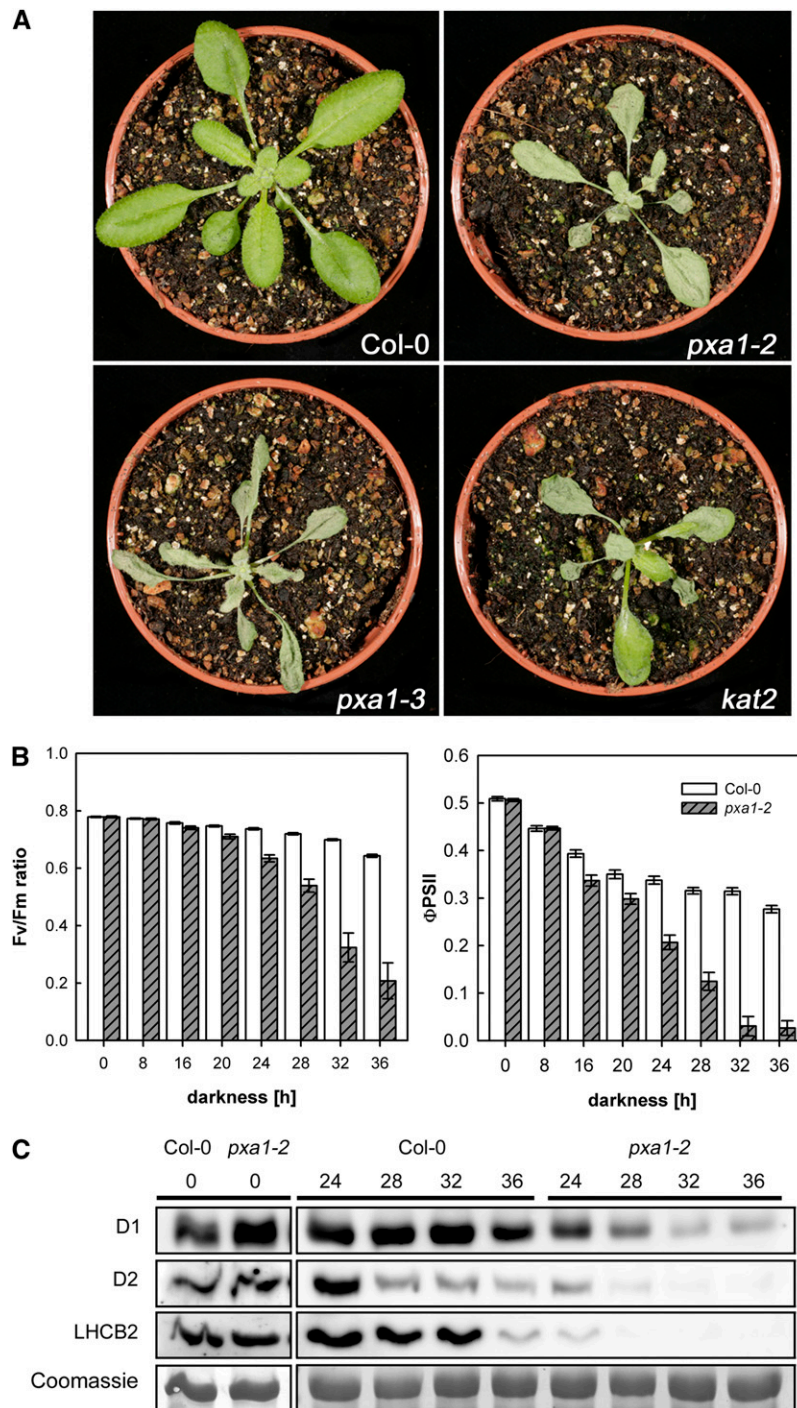 A
Col-0
pxa1-2
pxa1-3
kat2
B
1.0
0.8
0.6
0.4
0.2
0.0
Fv/Fm ratio
0 8 16 20 24 28 32 36
darkness [h]
0.6
0.5
0.4
0.3
0.2
0.1
0.0
ΦPSII
Col-0
pxa1-2
0 8 16 20 24 28 32 36
darkness [h]
C
Col-0 pxa1-2 Col-0 pxa1-2
0 0 24 28 32 36 24 28 32 36
D1
D2
LHCB2
Coomassie